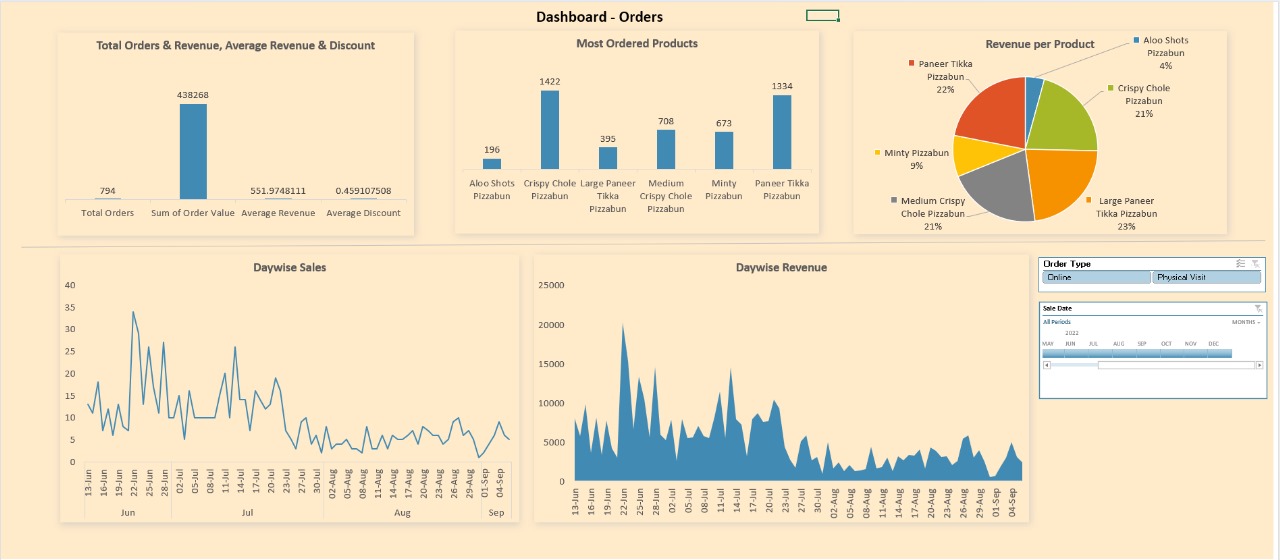 Dashboard - Orders
Total Orders & Revenue, Average Revenue & Discount
438268
794
551.9748111
0.459107508
Total Orders
Sum of Order Value
Average Revenue
Average Discount
Most Ordered Products
1422
1334
708
673
395
196
Aloo Shots
Pizzabun
Crispy Chole
Pizzabun
Large Paneer
Tikka
Pizzabun
Medium
Crispy Chole
Pizzabun
Minty
Pizzabun
Paneer Tikka
Pizzabun
Revenue per Product
Aloo Shots
Pizzabun
4%
Paneer Tikka
Pizzabun
22%
Crispy Chole
Pizzabun
21%
Minty Pizzabun
9%
Medium Crispy
Chole Pizzabun
21%
Large Paneer
Tikka Pizzabun
23%
Daywise Sales
40
35
30
25
20
15
10
5
0
13-Jun
16-Jun
19-Jun
22-Jun
25-Jun
28-Jun
02-Jul
05-Jul
08-Jul
11-Jul
14-Jul
17-Jul
20-Jul
23-Jul
27-Jul
30-Jul
02-Aug
05-Aug
08-Aug
11-Aug
14-Aug
17-Aug
20-Aug
23-Aug
26-Aug
29-Aug
01-Sep
04-Sep
Jun
Jul
Aug
Sep
Daywise Revenue
25000
20000
15000
10000
5000
0
13-Jun
16-Jun
19-Jun
22-Jun
25-Jun
28-Jun
02-Jul
05-Jul
08-Jul
11-Jul
14-Jul
17-Jul
20-Jul
23-Jul
27-Jul
30-Jul
02-Aug
05-Aug
08-Aug
11-Aug
14-Aug
17-Aug
20-Aug
23-Aug
26-Aug
29-Aug
01-Sep
04-Sep
Order Type
Online
Physical Visit
Sale Date
All Periods
MONTHS
2022
MAY JUN JUL AUG SEP OCT NOV DEC